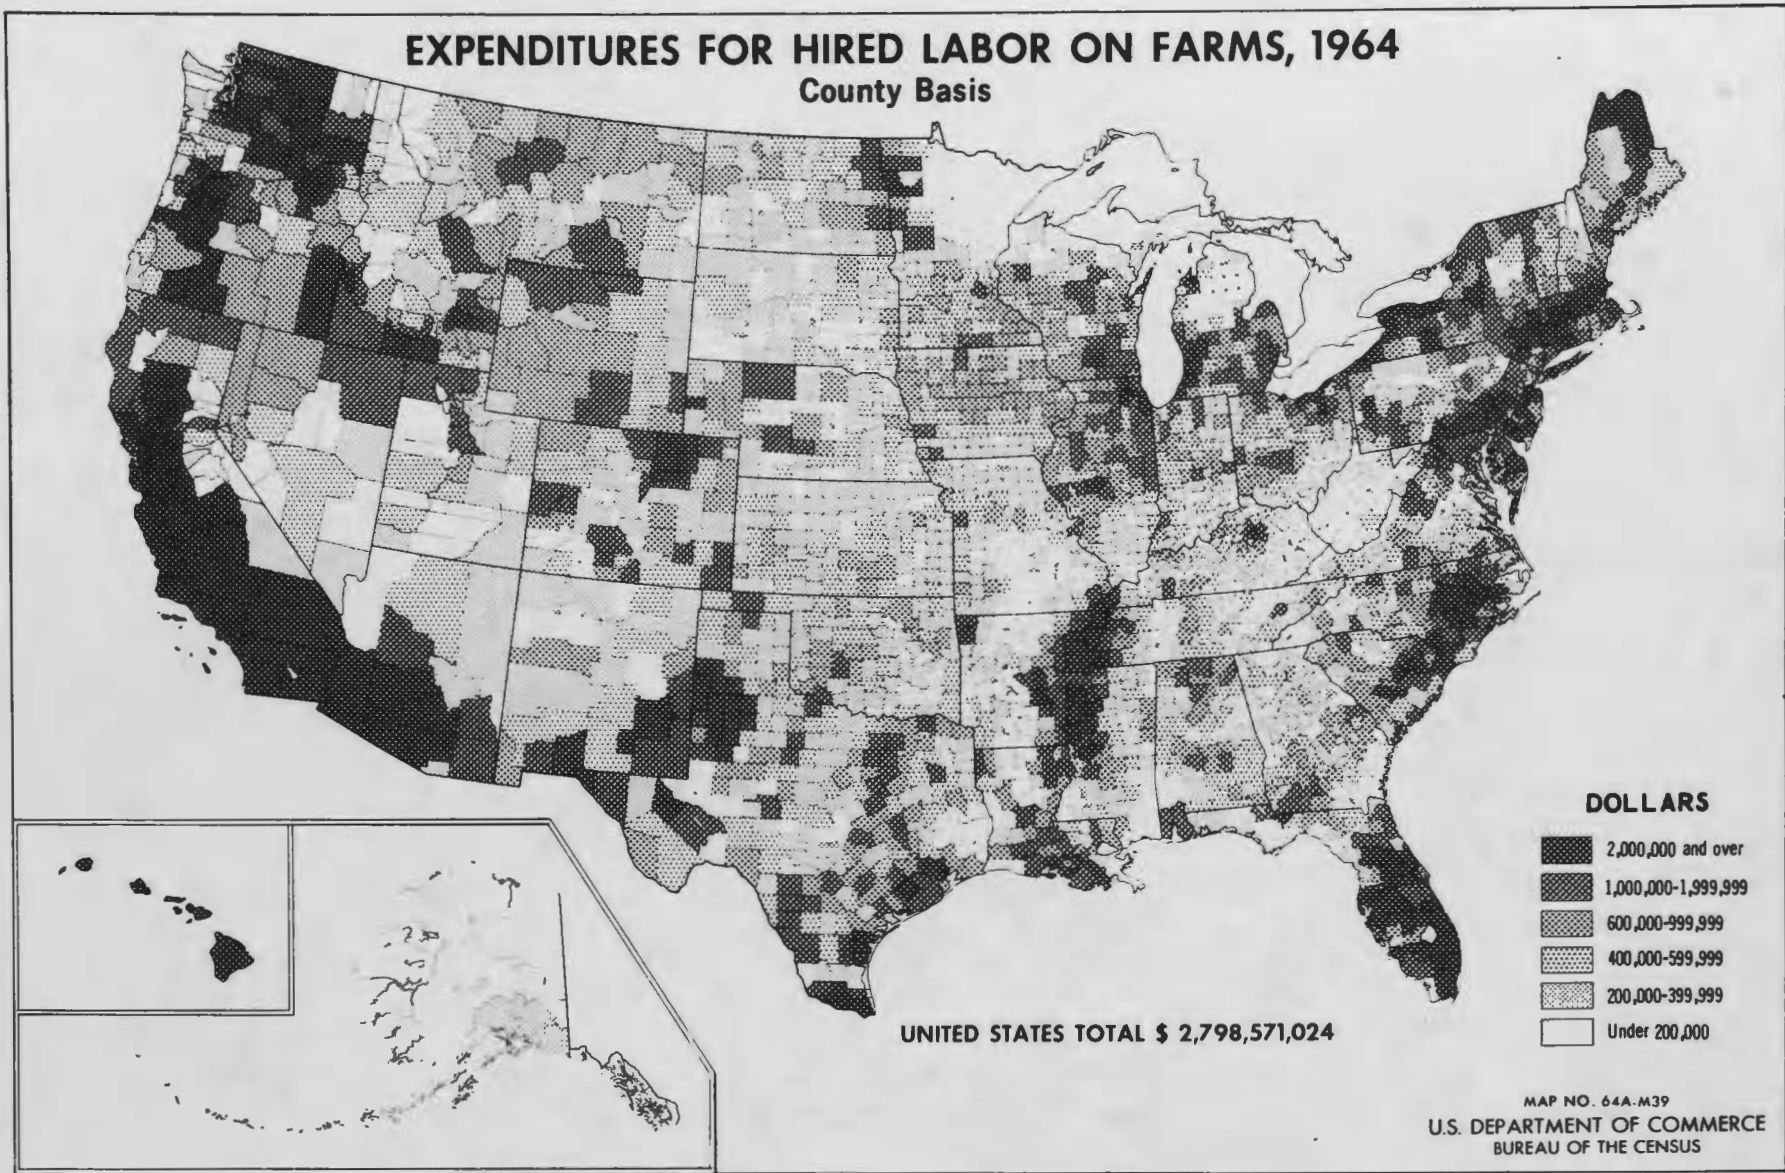 EXPENDITURES FOR HIRED LABOR ON FARMS, 1964
County Basis
DOLLARS
2,000,000 and over
1,000,000-1,999,999
600,000-999,999
400,000-599,999
200,000-399,999
Under 200,000
UNITED STATES TOTAL $ 2,798,571,024
MAP NO. 64A-M39
U.S. DEPARTMENT OF COMMERCE
BUREAU OF THE CENSUS